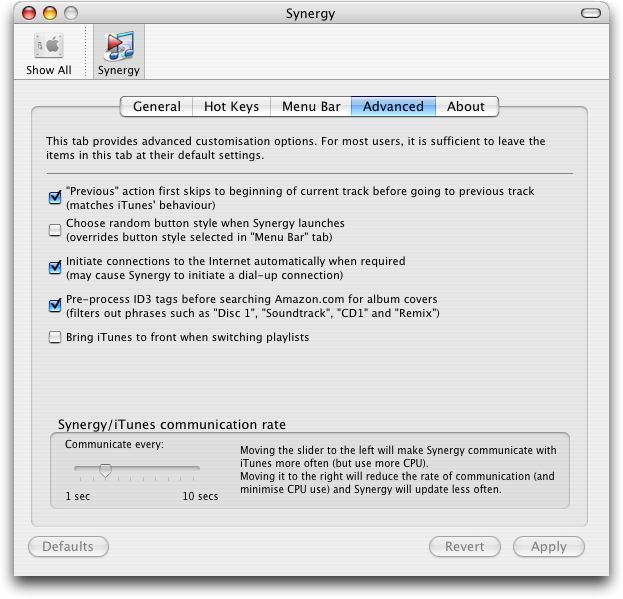 Synergy
Show All
Synergy
General
Hot Keys
Menu Bar
Advanced
About
This tab provides advanced customisation options. For most users, it is sufficient to leave the
items in this tab at their default settings.
"Previous" action first skips to beginning of current track before going to previous track
(matches iTunes' behaviour)
Choose random button style when Synergy launches
(overrides button style selected in "Menu Bar" tab)
Initiate connections to the Internet automatically when required
(may cause Synergy to initiate a dial-up connection)
Pre-process ID3 tags before searching Amazon.com for album covers
(filters out phrases such as "Disc 1", "Soundtrack", "CD1" and "Remix")
Bring iTunes to front when switching playlists
Synergy/iTunes communication rate
Communicate every:
1 sec
10 secs
Moving the slider to the left will make Synergy communicate with
iTunes more often (but use more CPU).
Moving it to the right will reduce the rate of communication (and
minimise CPU use) and Synergy will update less often.
Defaults
Revert
Apply